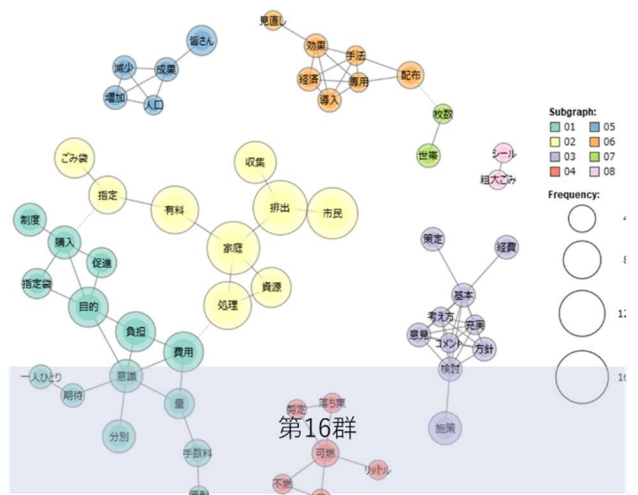 皆さん
減少
成果
増加
人口
見直し
効果
手法
経済
専用
導入
配布
枚数
世帯
シール
粗大ごみ
Subgraph:
01
05
02
06
03
07
04
08
Frequency:
4
8
12
16
ごみ袋
指定
収集
排出
市民
有料
家庭
資源
処理
制度
購入
促進
指定袋
目的
負担
費用
策定
経費
基本
考え方
充実
意見
コメント
方針
検討
施策
一人ひとり
意識
期待
量
分別
手数料
剪定
落ち葉
第16群
可燃
リットル
不燃